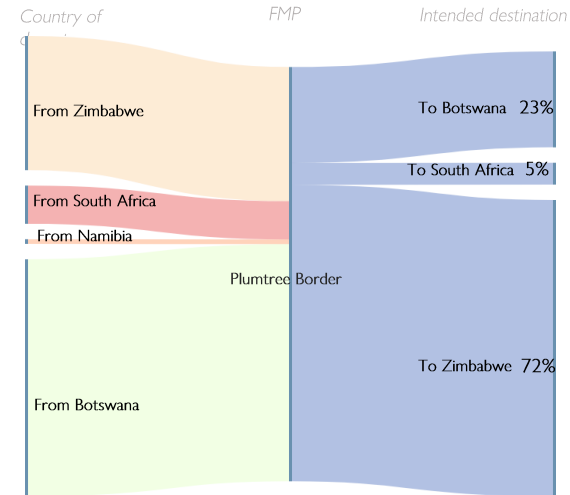 Country of
FMP
Intended destination
From Zimbabwe
To Botswana 23%
To South Africa 5%
From South Africa
From Namibia
Plumtree Border
To Zimbabwe 72%
From Botswana